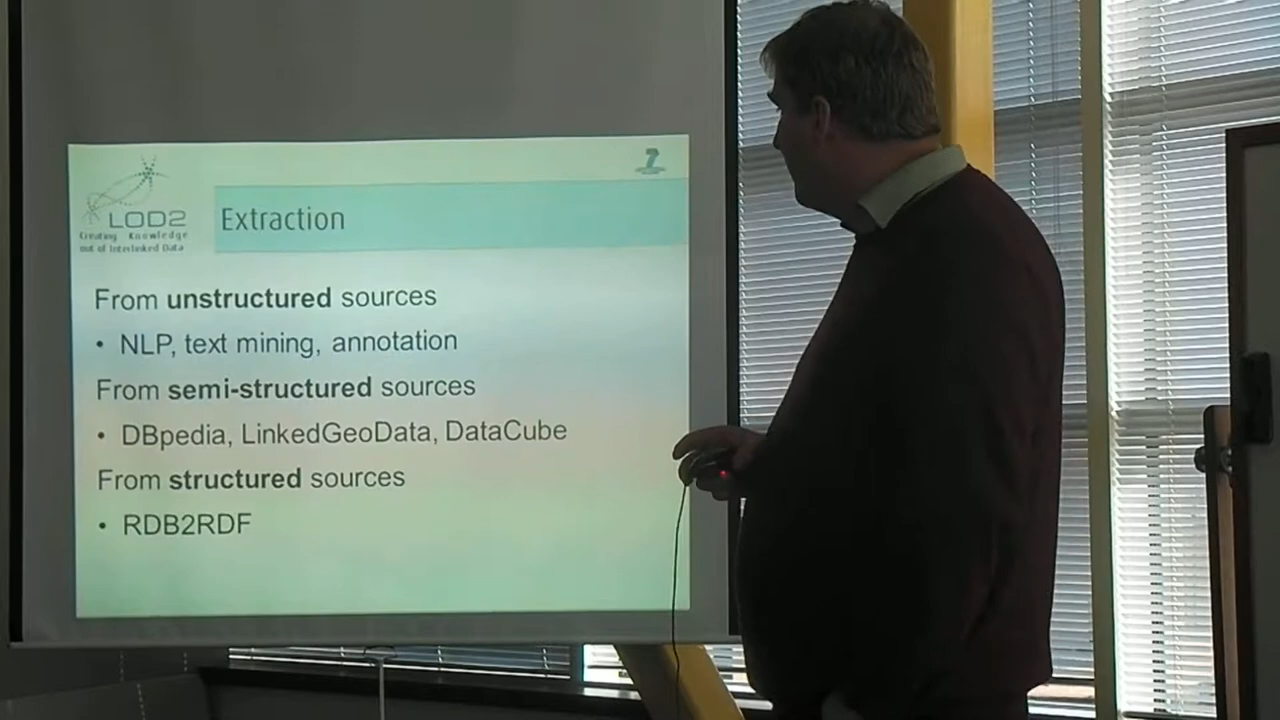 LOD2
Creating Knowledge
out of Interlinked Data
Extraction
From unstructured sources
• NLP, text mining, annotation
From semi-structured sources
• DBpedia, LinkedGeoData, DataCube
From structured sources
• RDB2RDF